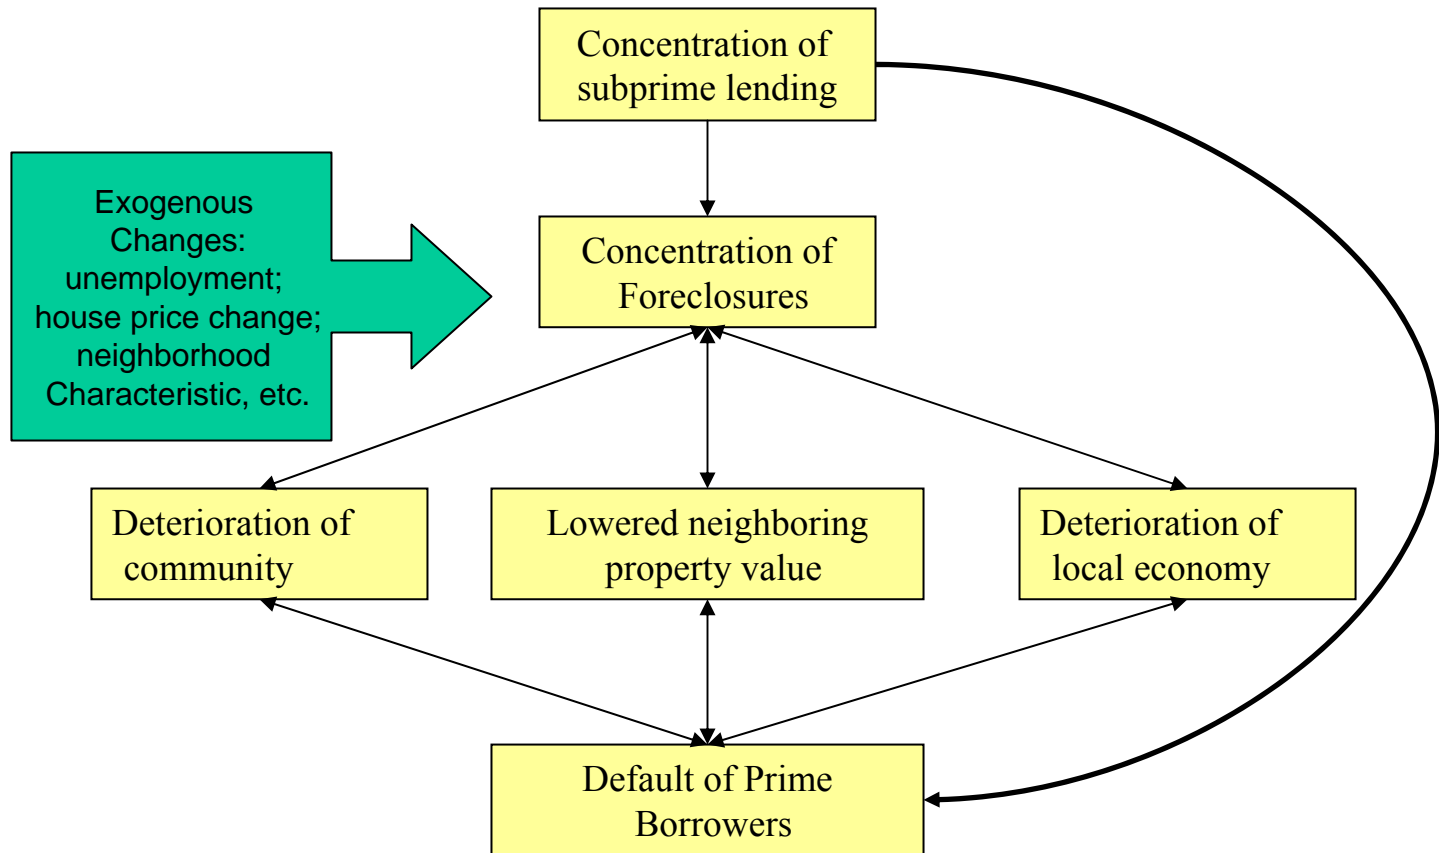 Concentration of
subprime lending
Exogenous
Changes:
unemployment;
house price change;
neighborhood
Characteristic, etc.
Concentration of
Foreclosures
Deterioration of
community
Lowered neighboring
property value
Deterioration of
local economy
Default of Prime
Borrowers